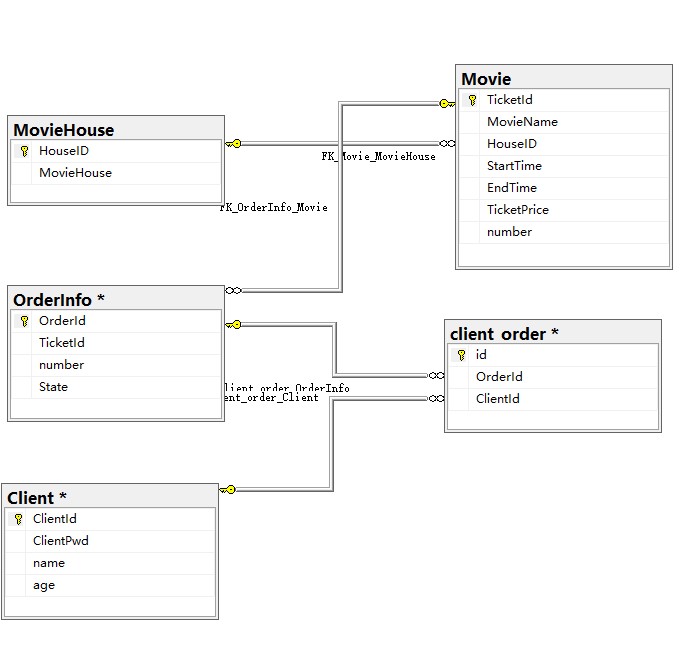 MovieHouse
HouseID
MovieHouse
Movie
TicketId
MovieName
HouseID
StartTime
EndTime
TicketPrice
number
FK_Movie_MovieHouse
FK_OrderInfo_Movie
OrderInfo *
OrderId
TicketId
number
State
client_order *
id
OrderId
ClientId
lient_order_OrderInfo
ent_order_Client
Client *
ClientId
ClientPwd
name
age